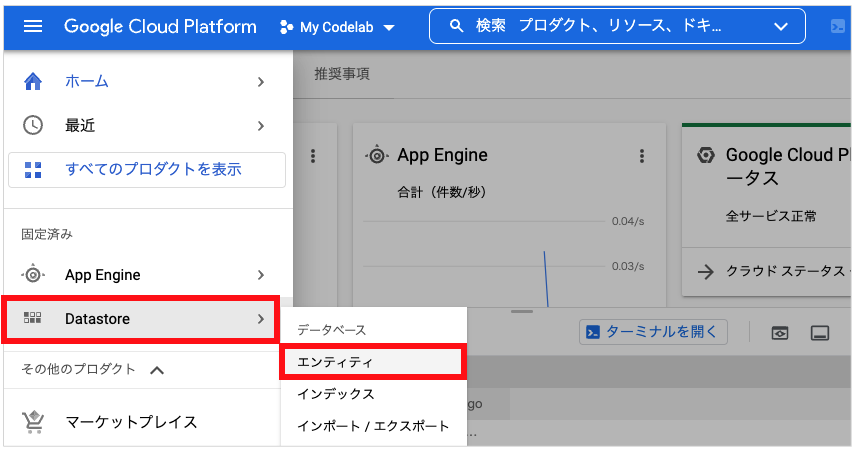 Google Cloud Platform
My Codelab
検索 プロダクト、リソース、ドキ...
ホーム
最近
すべてのプロダクトを表示
固定済み
App Engine
Datastore
その他のプロダクト
マーケットプレイス
データベース
エンティティ
インデックス
インポート / エクスポート
推奨事項
App Engine
合計（件数/秒）
0.04/s
0.03/s
Google Cloud Pl
ータス
全サービス正常
クラウド ステータス
ターミナルを開く
go
...